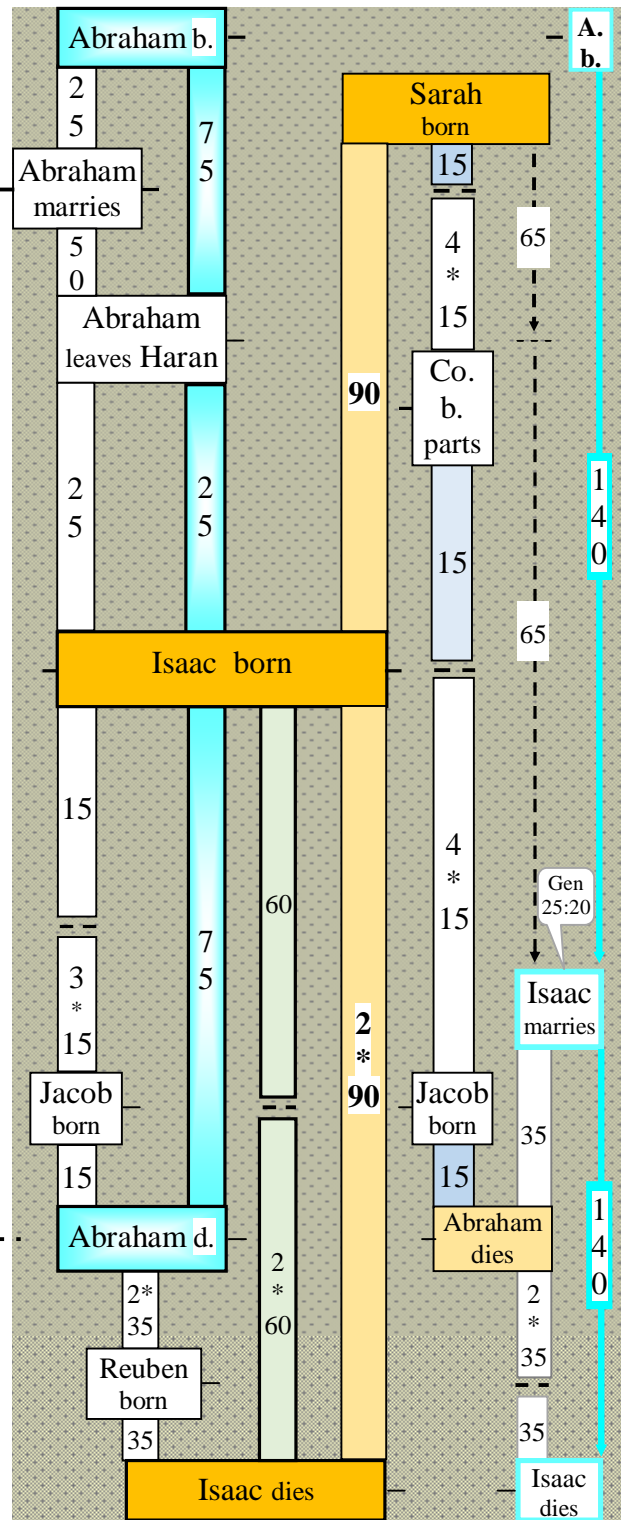 Abraham b.
A.
b.
2
5
7
5
Sarah
born
15
Abraham
marries
65
4
*
15
5
0
Abraham
leaves Haran
90
Co.
b.
parts
2
5
2
5
15
1
4
0
65
Isaac born
15
4
*
15
60
Gen
25:20
7
5
3
*
15
Isaac
marries
2
*
90
Jacob
born
Jacob
born
35
15
15
Abraham d.
Abraham
dies
1
4
0
2*
35
2
*
60
2
*
35
Reuben
born
35
35
Isaac dies
Isaac
dies